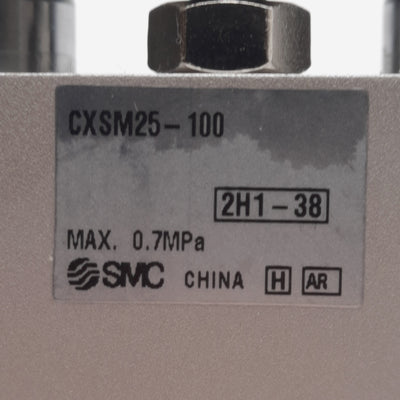 CXSM25-100
2H1-38
MAX. 0.7MPa
SMC CHINA H AR